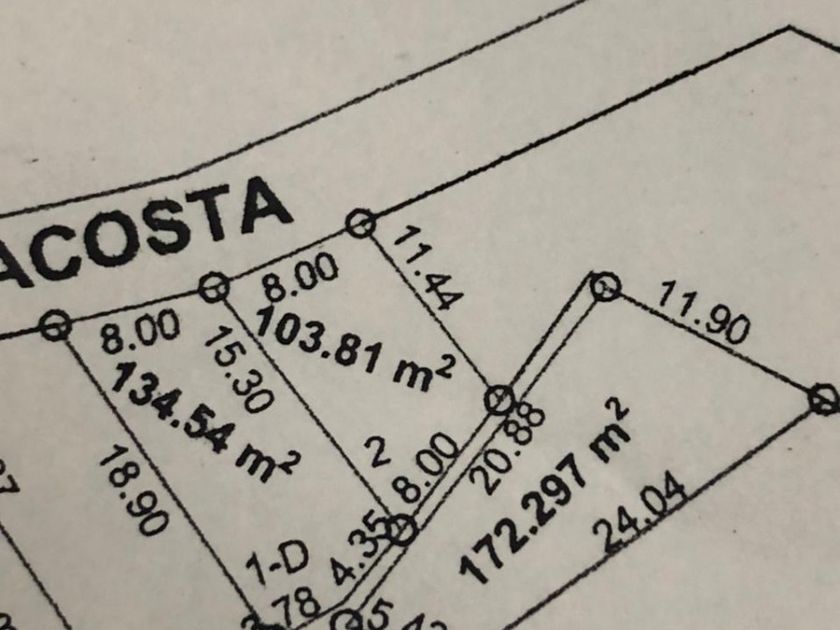 ACOSTA
8.00
11.44
8.00
103.81 m²
15.30
134.54 m²
18.90
11.90
2
8.00
20.88
172.297 m²
24.04
1-D
4.35